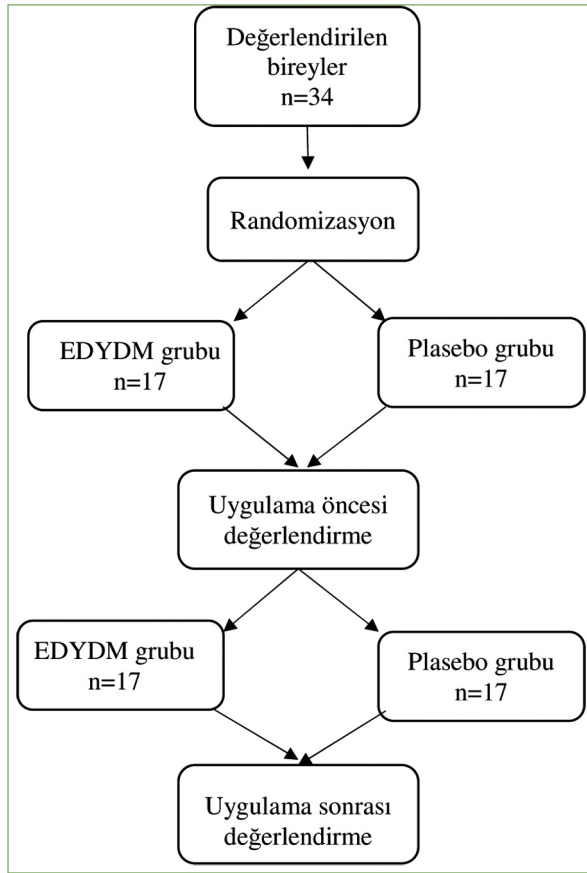 Değerlendirilen
bireyler
n=34
Randomizasyon
EDYDM grubu
n=17
Plasebo grubu
n=17
Uygulama öncesi
değerlendirme
EDYDM grubu
n=17
Plasebo grubu
n=17
Uygulama sonrası
değerlendirme